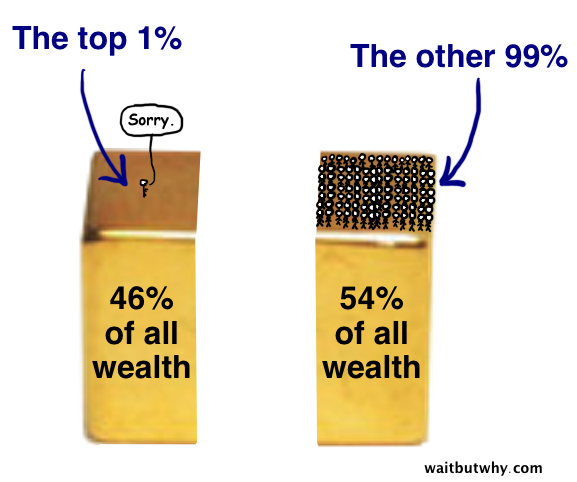 The top 1%
The other 99%
Sorry.
46%
of all
wealth
54%
of all
wealth
waitbutwhy.com